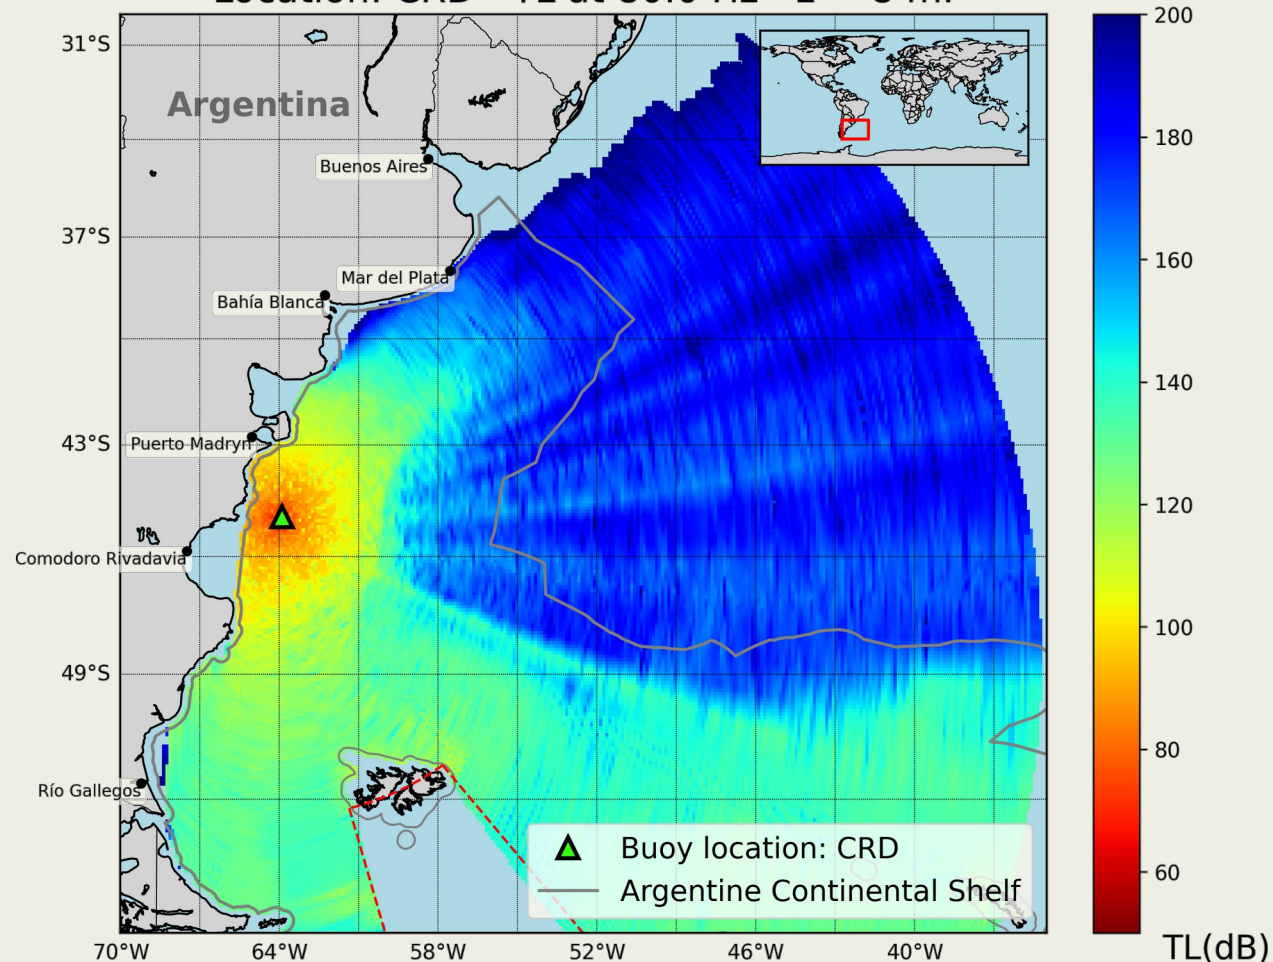 Argentina
Buenos Aires
Mar del Plata
Bahía Blanca
Puerto Madryn
Comodoro Rivadavia
Río Gallegos
31°S
37°S
43°S
49°S
70°W
64°W
58°W
52°W
46°W
40°W
Buoy location: CRD
Argentine Continental Shelf
200
180
160
140
120
100
80
60
TL(dB)